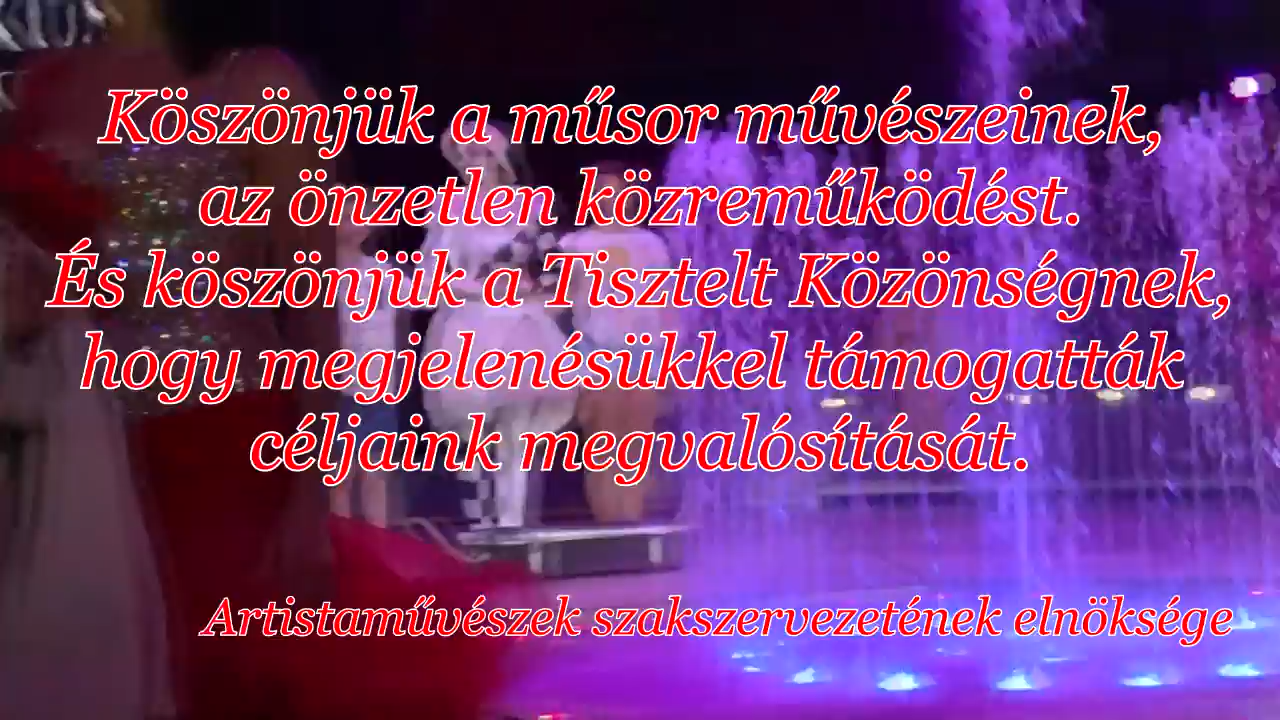 Köszönjük a műsor művészeinek,
az önzetlen közreműködést.
És köszönjük a Tisztelt Közönségnek,
hogy megjelenésükkel támogatták
céljaink megvalósítását.
Artistaművészek szakszervezetének elnöksége